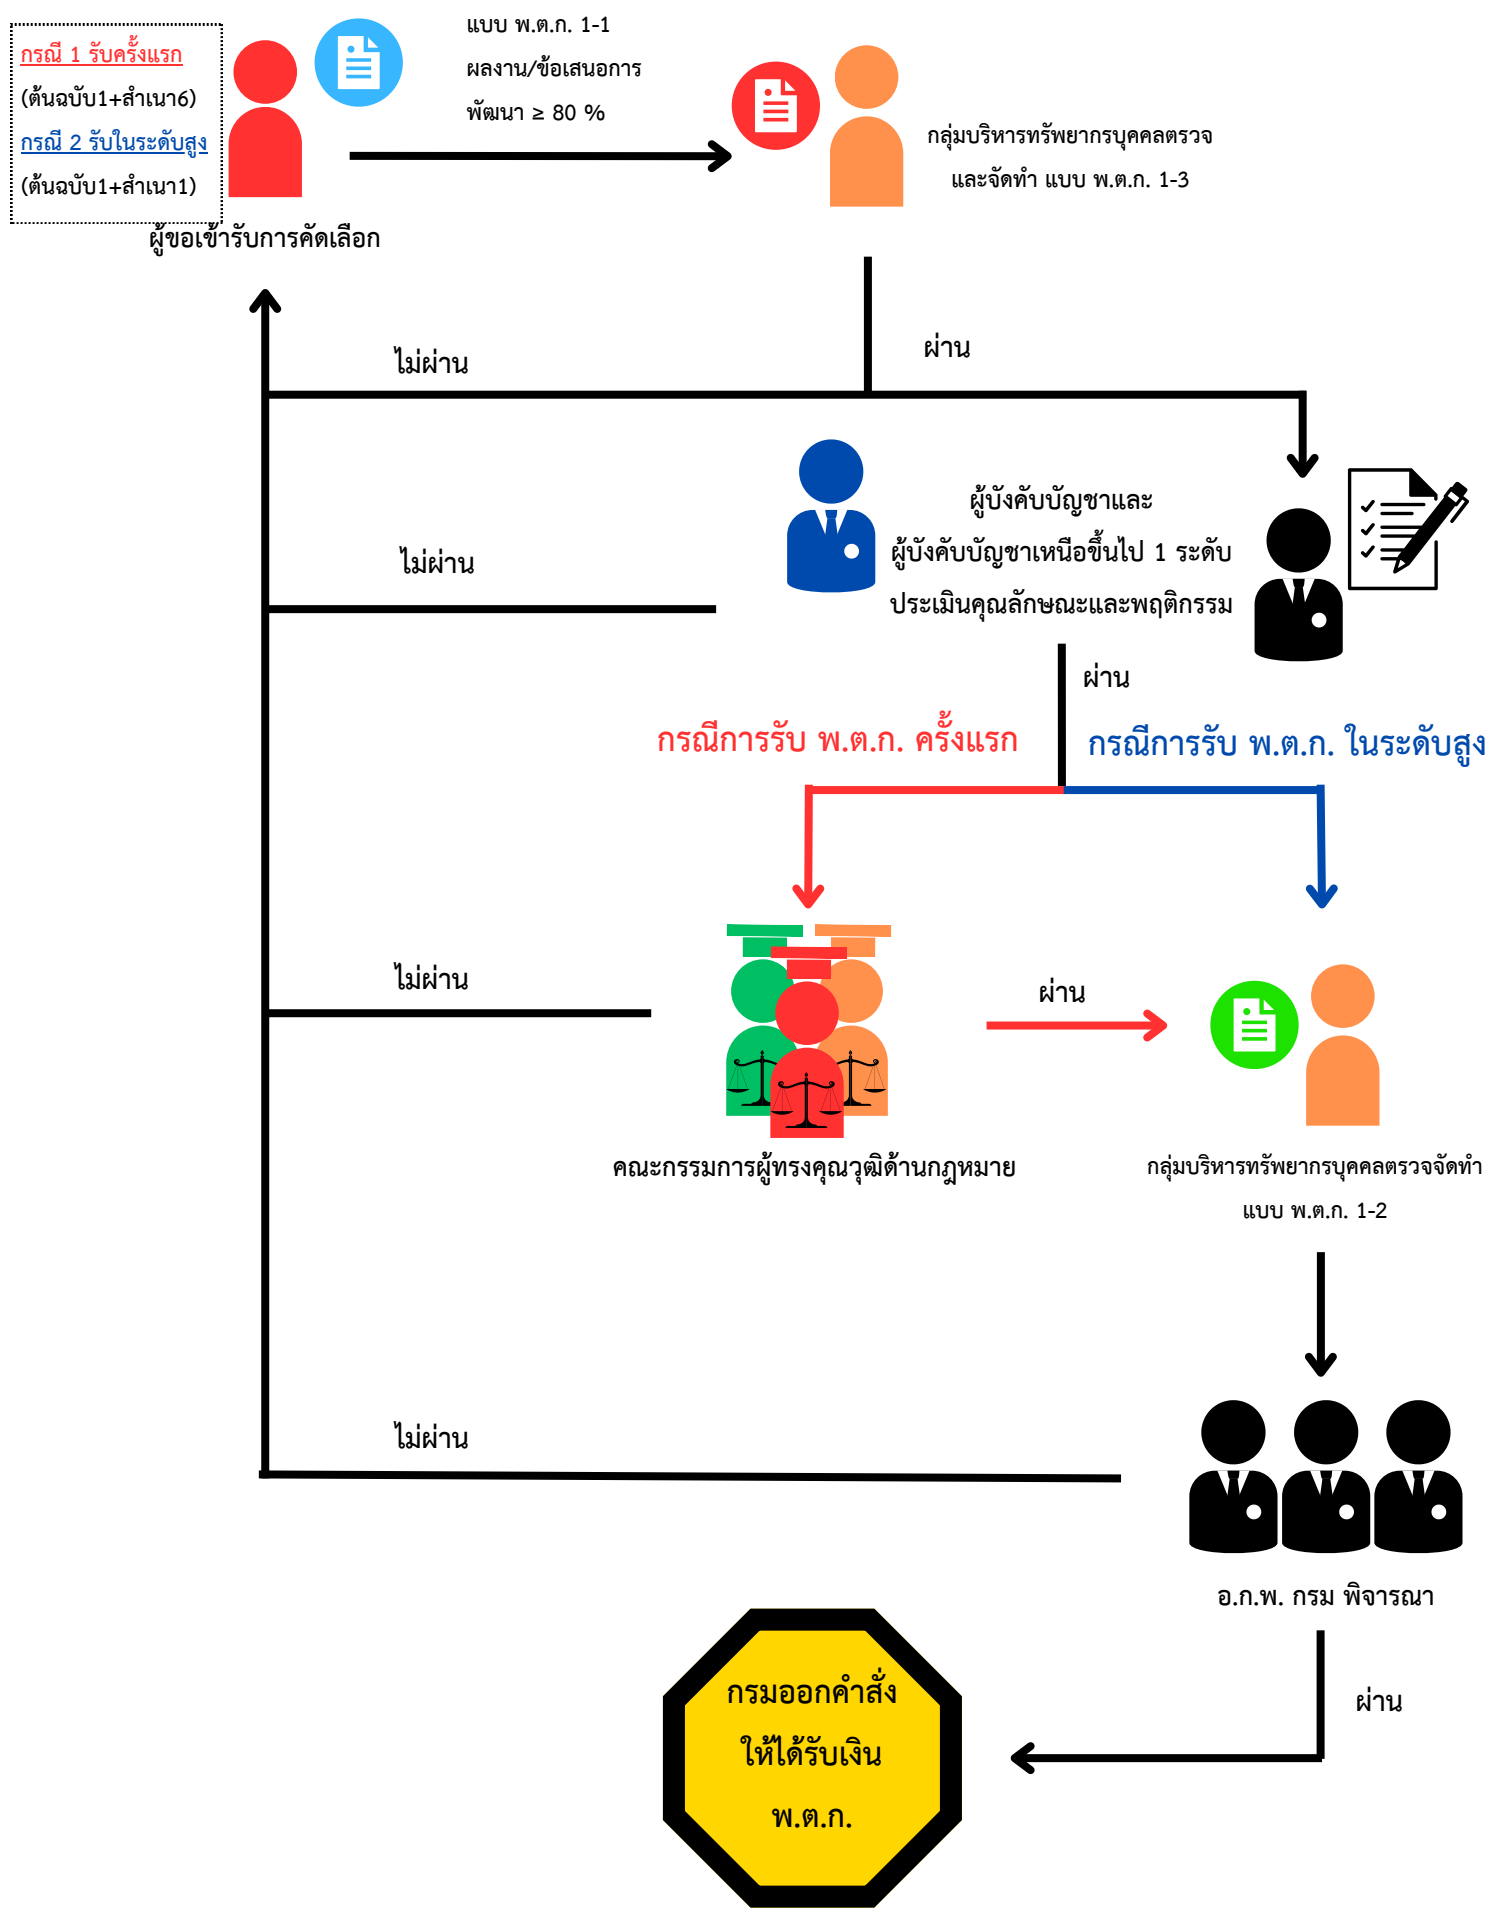 กรณี 1 รับครั้งแรก
(ต้นฉบับ1+สำเนา6)
กรณี 2 รับในระดับสูง
(ต้นฉบับ1+สำเนา1)
ผู้ขอเข้ารับการคัดเลือก
แบบ พ.ต.ก. 1-1
ผลงาน/ข้อเสนอการ
พัฒนา ≥ 80 %
กลุ่มบริหารทรัพยากรบุคคลตรวจ
และจัดทำ แบบ พ.ต.ก. 1-3
ไม่ผ่าน
ผ่าน
ผู้บังคับบัญชาและ
ผู้บังคับบัญชาเหนือขึ้นไป 1 ระดับ
ประเมินคุณลักษณะและพฤติกรรม
ไม่ผ่าน
ผ่าน
กรณีการรับ พ.ต.ก. ครั้งแรก
กรณีการรับ พ.ต.ก. ในระดับสูง
ไม่ผ่าน
ผ่าน
คณะกรรมการผู้ทรงคุณวุฒิด้านกฎหมาย
กลุ่มบริหารทรัพยากรบุคคลตรวจจัดทำ
แบบ พ.ต.ก. 1-2
ไม่ผ่าน
อ.ก.พ. กรม พิจารณา
ผ่าน
กรมออกคำสั่ง
ให้ได้รับเงิน
พ.ต.ก.